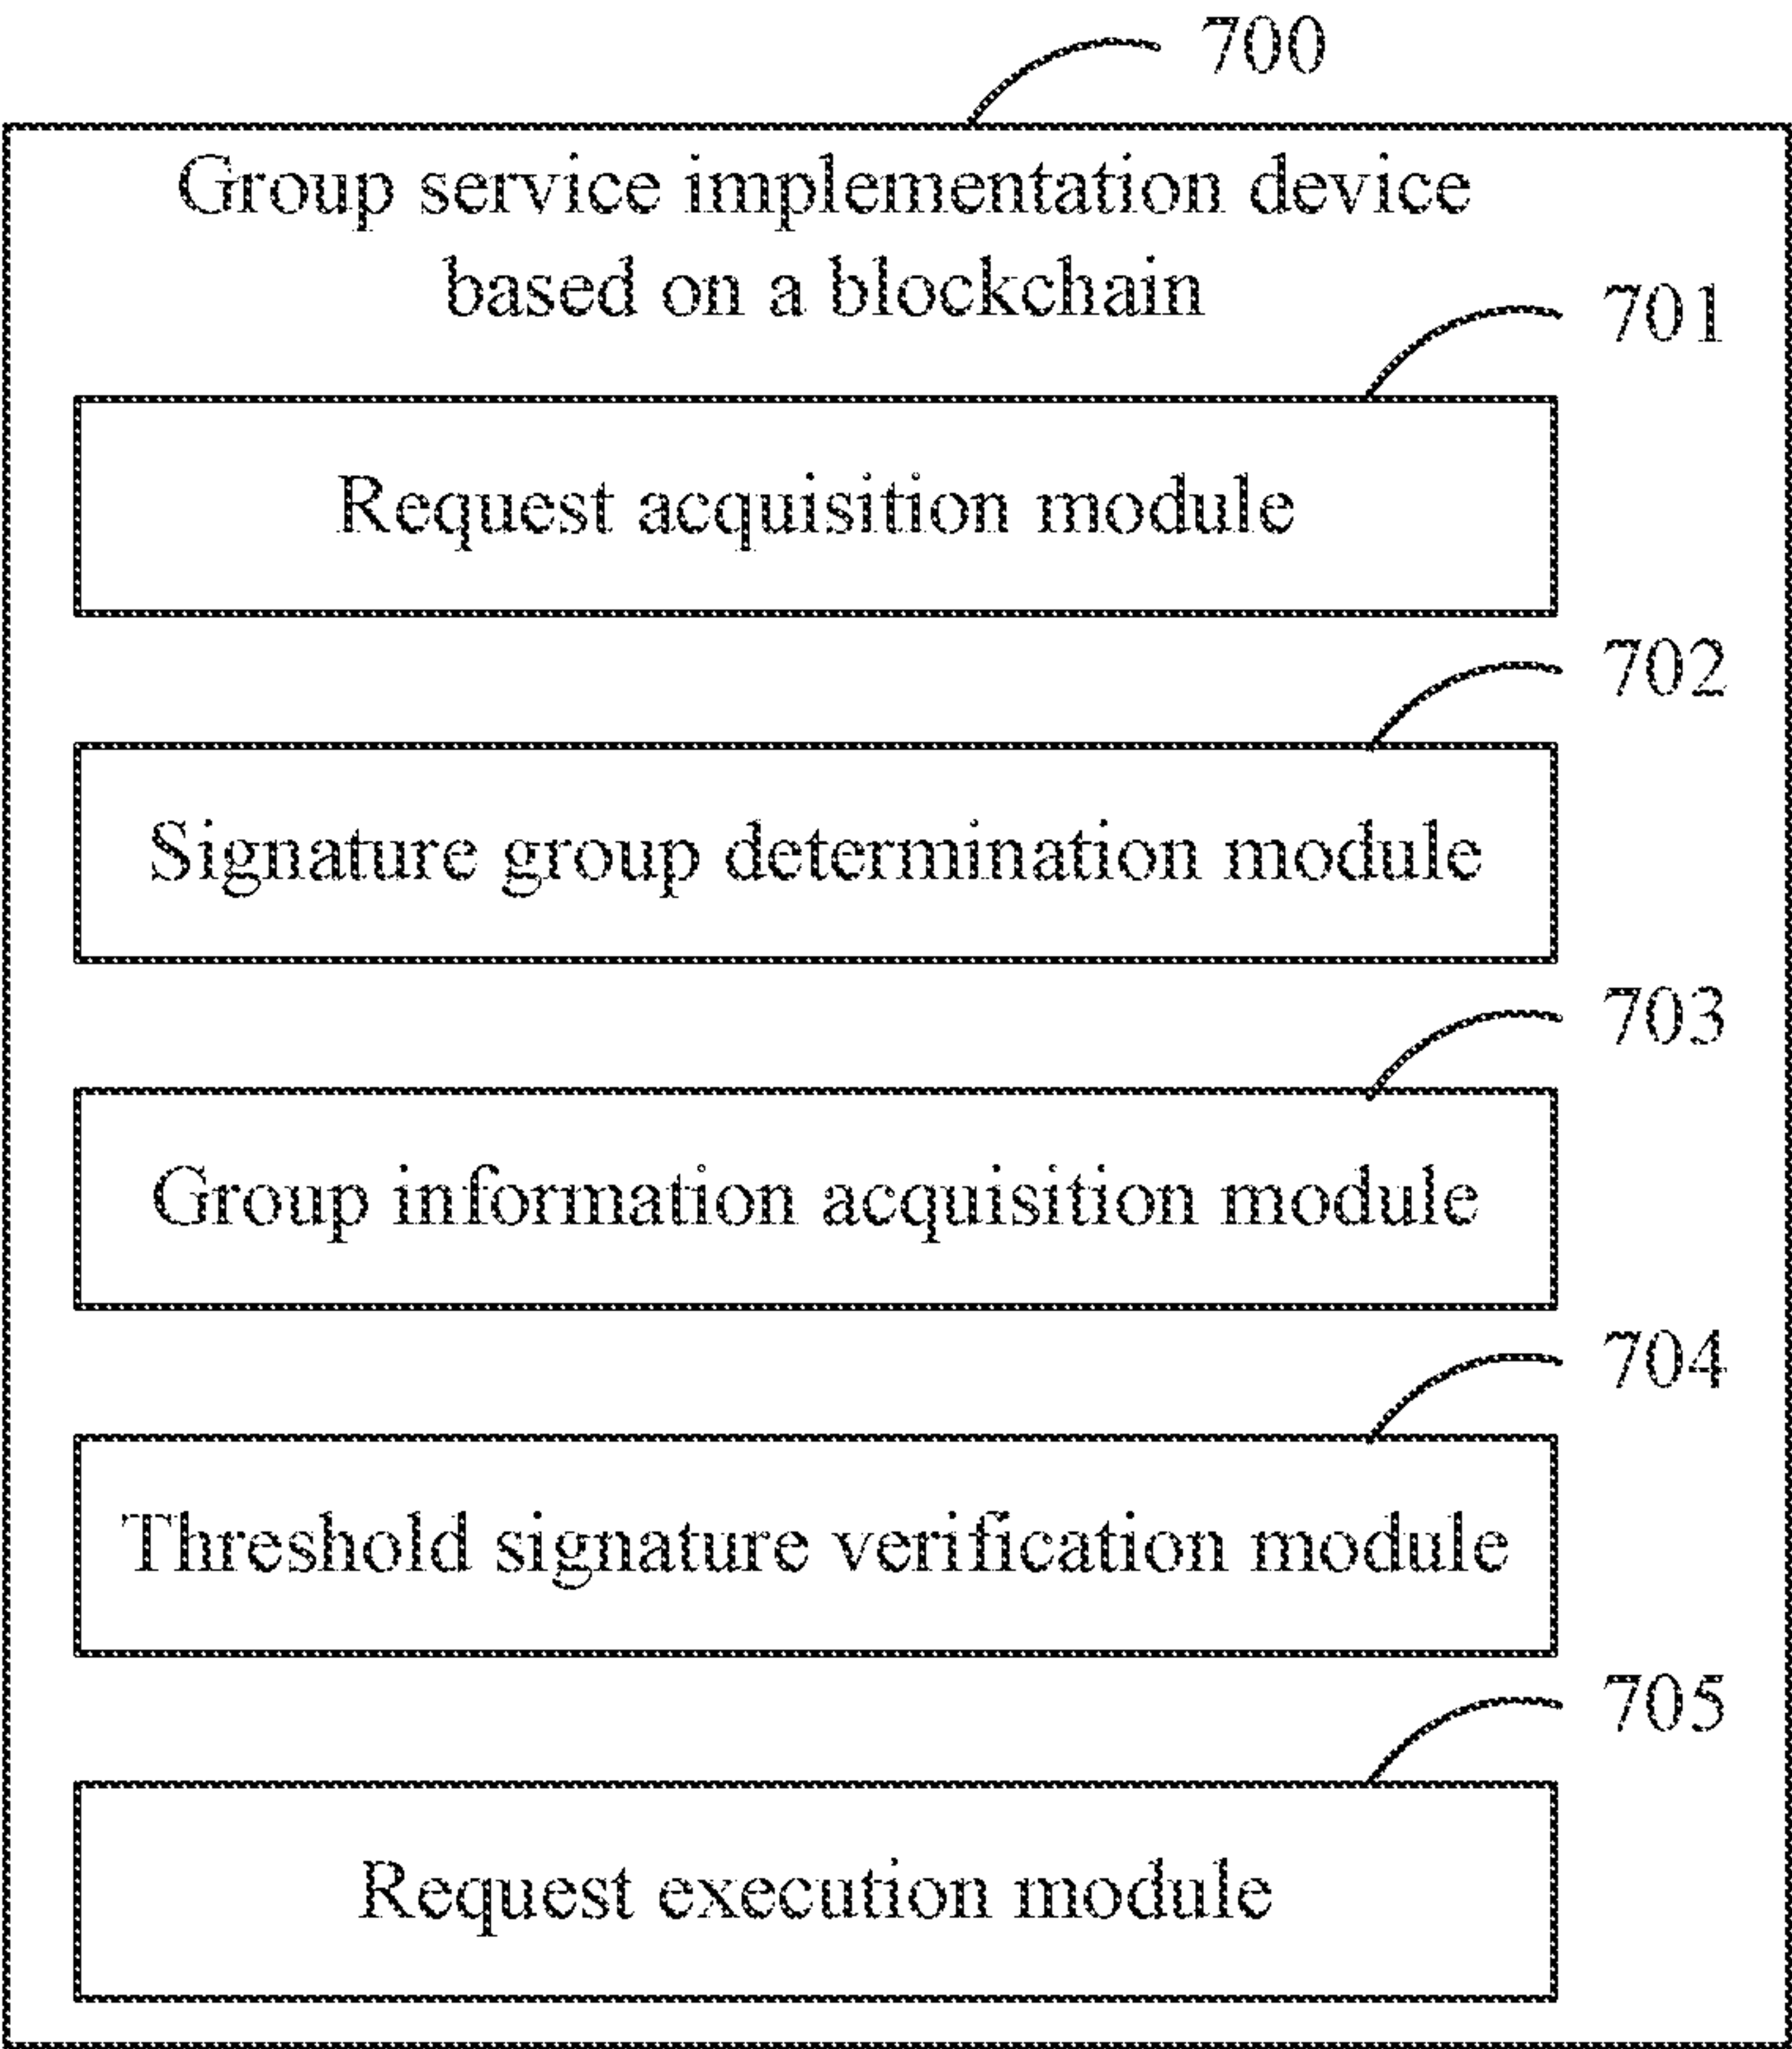 700
Group service implementation device
based on a blockchain
701
Request acquisition module
702
Signature group determination module
703
Group information acquisition module
704
Threshold signature verification module
705
Request execution module